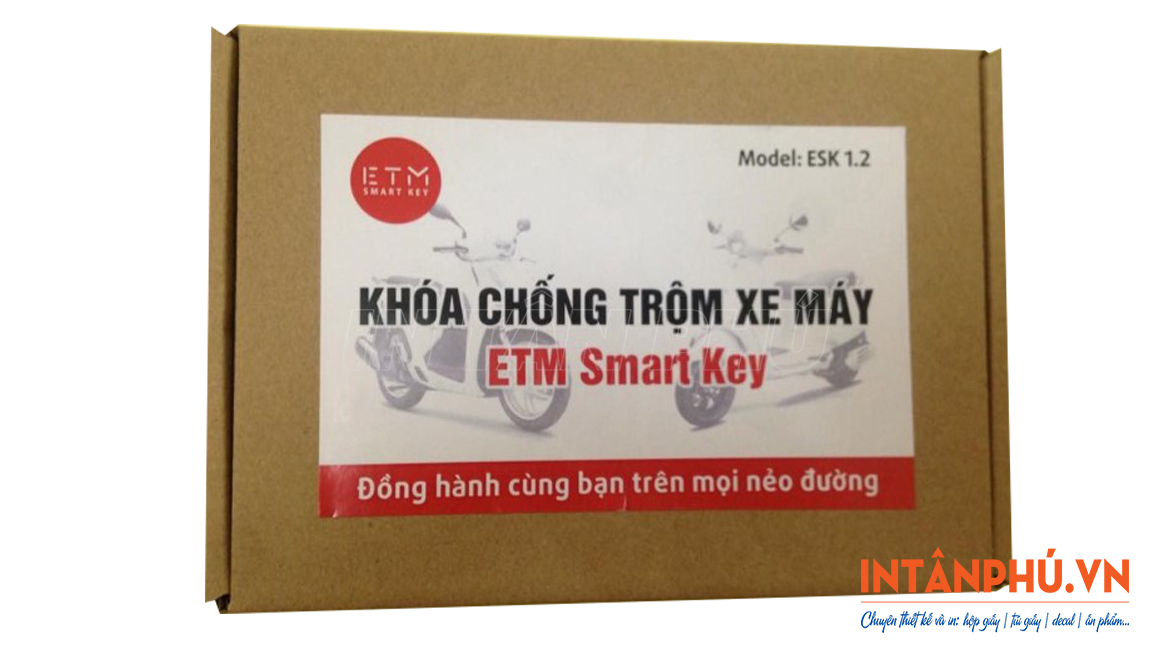 ETM
SMART KEY
Model: ESK 1.2
KHÓA CHỐNG TRỘM XE MÁY
ETM Smart Key
Đồng hành cùng bạn trên mọi nẻo đường
INTÂNPHÚ.VN
Chuyên thiết kế và in: hộp giấy | túi giấy | decal | ấn phẩm...